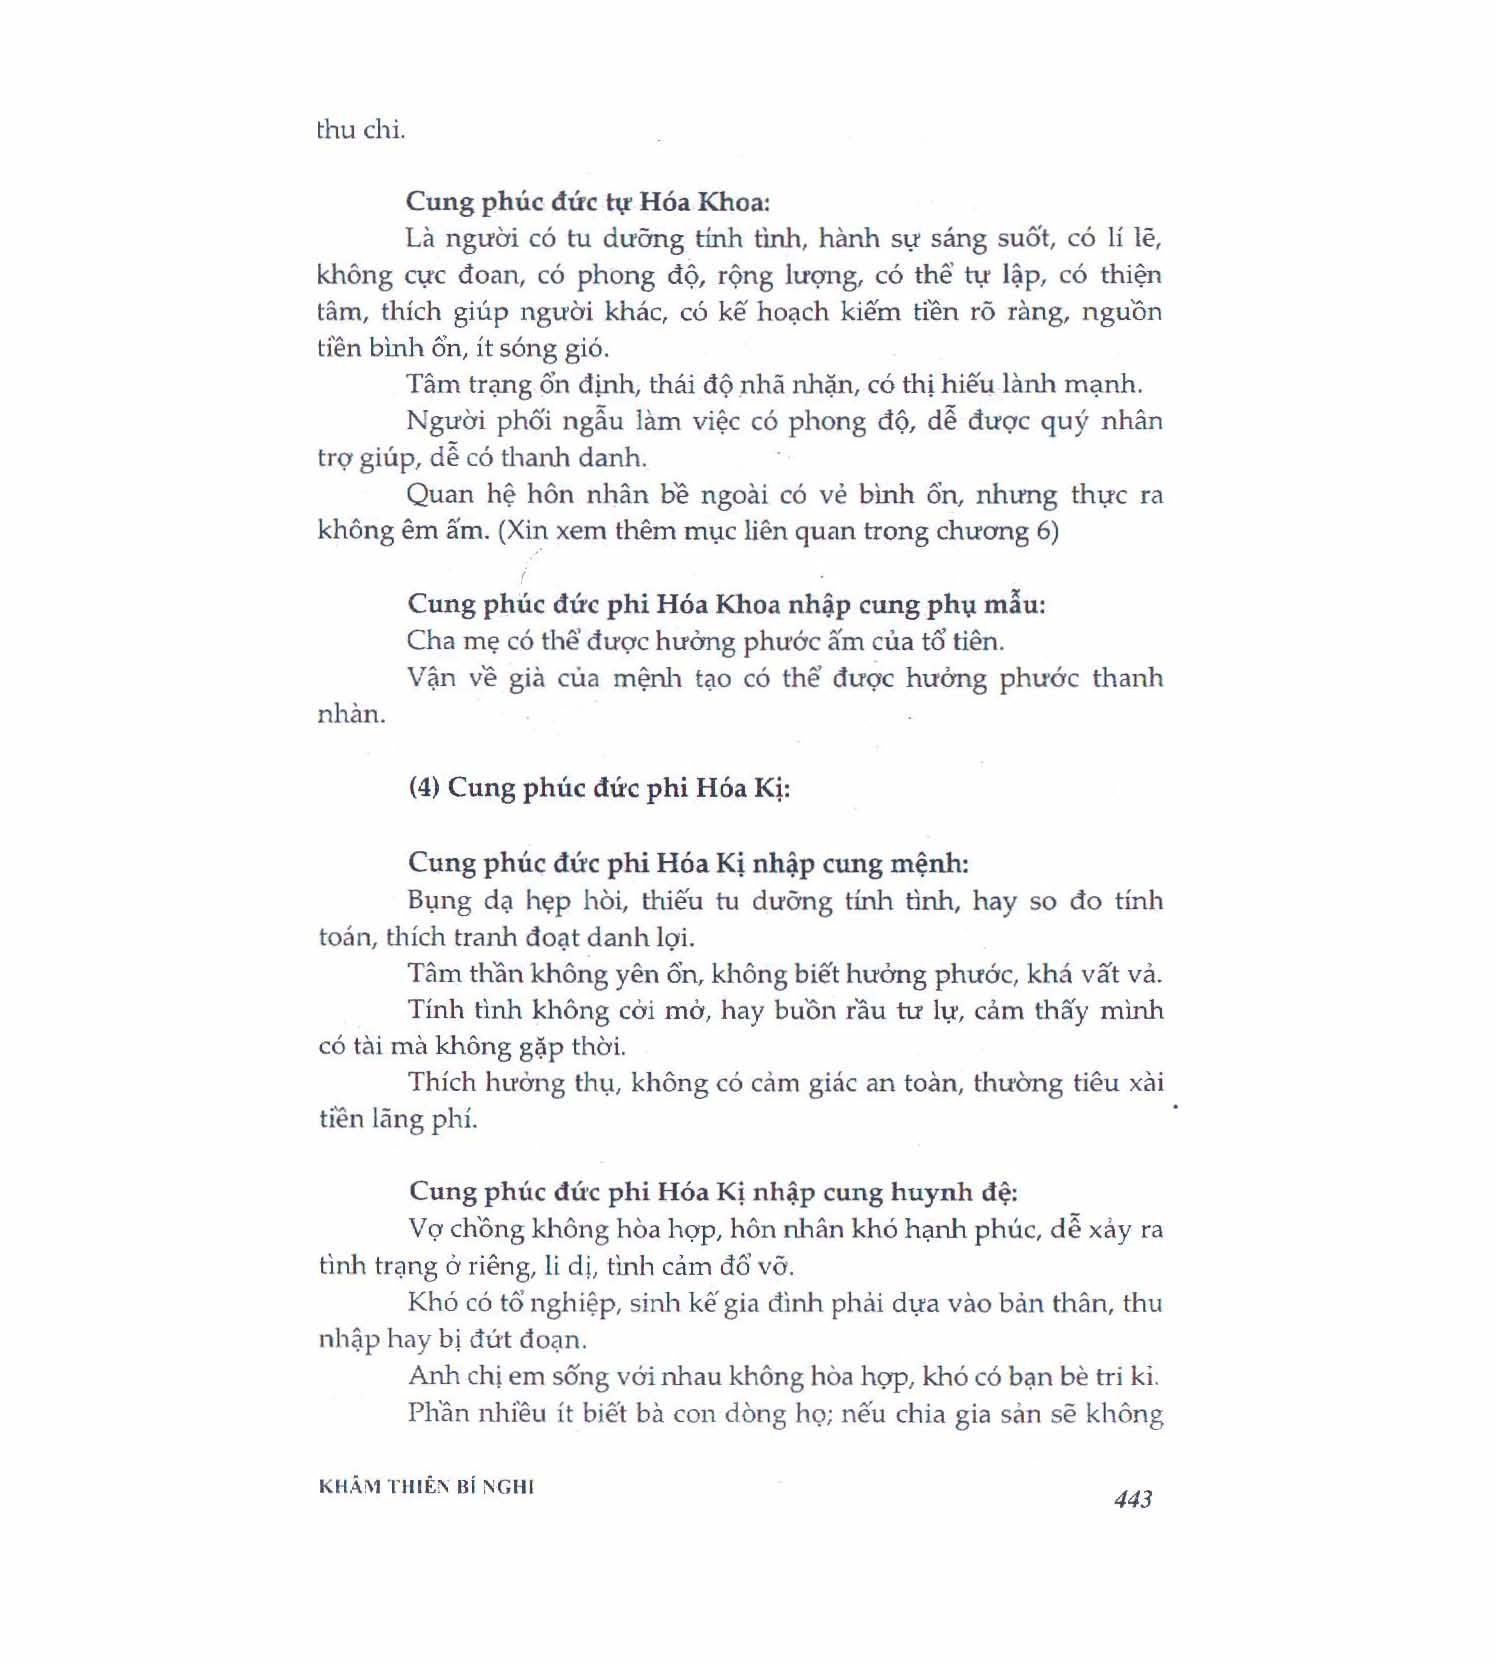 thu chi.
Cung phúc đức tự Hóa Khoa:
Là người có tu dưỡng tính tình, hành sự sáng suốt, có lí lẽ,
không cực đoan, có phong độ, rộng lượng, có thể tự lập, có thiện
tâm, thích giúp người khác, có kế hoạch kiếm tiền rõ ràng, nguồn
tiền bình ổn, ít sóng gió.
Tâm trạng ổn định, thái độ nhã nhặn, có thị hiếu lành mạnh.
Người phối ngẫu làm việc có phong độ, dễ được quý nhân
trợ giúp, dễ có thanh danh.
Quan hệ hôn nhân bề ngoài có vẻ bình ổn, nhưng thực ra
không êm ấm. (Xin xem thêm mục liên quan trong chương 6)
Cung phúc đức phi Hóa Khoa nhập cung phụ mẫu:
Cha mẹ có thể được hưởng phước ấm của tổ tiên.
Vận về già của mệnh tạo có thể được hưởng phước thanh
nhàn.
(4) Cung phúc đức phi Hóa Kị:
Cung phúc đức phi Hóa Kị nhập cung mệnh:
Bụng dạ hẹp hòi, thiếu tu dưỡng tính tình, hay so đo tính
toán, thích tranh đoạt danh lợi.
Tâm thần không yên ổn, không biết hưởng phước, khá vất vả.
Tính tình không cởi mở, hay buồn rầu tư lự, cảm thấy mình
có tài mà không gặp thời.
Thích hưởng thụ, không có cảm giác an toàn, thường tiêu xài
tiền lãng phí.
Cung phúc đức phi Hóa Kị nhập cung huynh đệ:
Vợ chồng không hòa hợp, hôn nhân khó hạnh phúc, dễ xảy ra
tình trạng ở riêng, li dị, tình cảm đổ vỡ.
Khó có tổ nghiệp, sinh kế gia đình phải dựa vào bản thân, thu
nhập hay bị đứt đoạn.
Anh chị em sống với nhau không hòa hợp, khó có bạn bè tri kỉ.
Phần nhiều ít biết bà con dòng họ; nếu chia gia sản sẽ không
KHÂM THIÊN BÍ NGHI
443